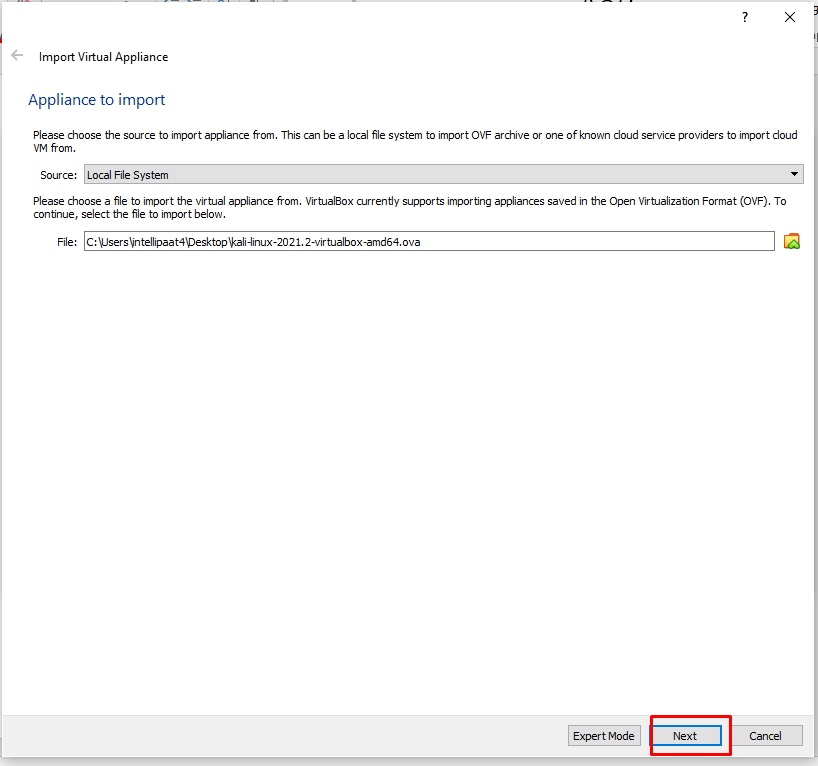 ?
Import Virtual Appliance
Appliance to import
Please choose the source to import appliance from. This can be a local file system to import OVF archive or one of known cloud service providers to import cloud
VM from.
Source: Local File System
Please choose a file to import the virtual appliance from. VirtualBox currently supports importing appliances saved in the Open Virtualization Format (OVF). To
continue, select the file to import below.
File: C:\Users\intellipaat4\Desktop\kali-linux-2021.2-virtualbox-amd64.ova
Expert Mode Next Cancel